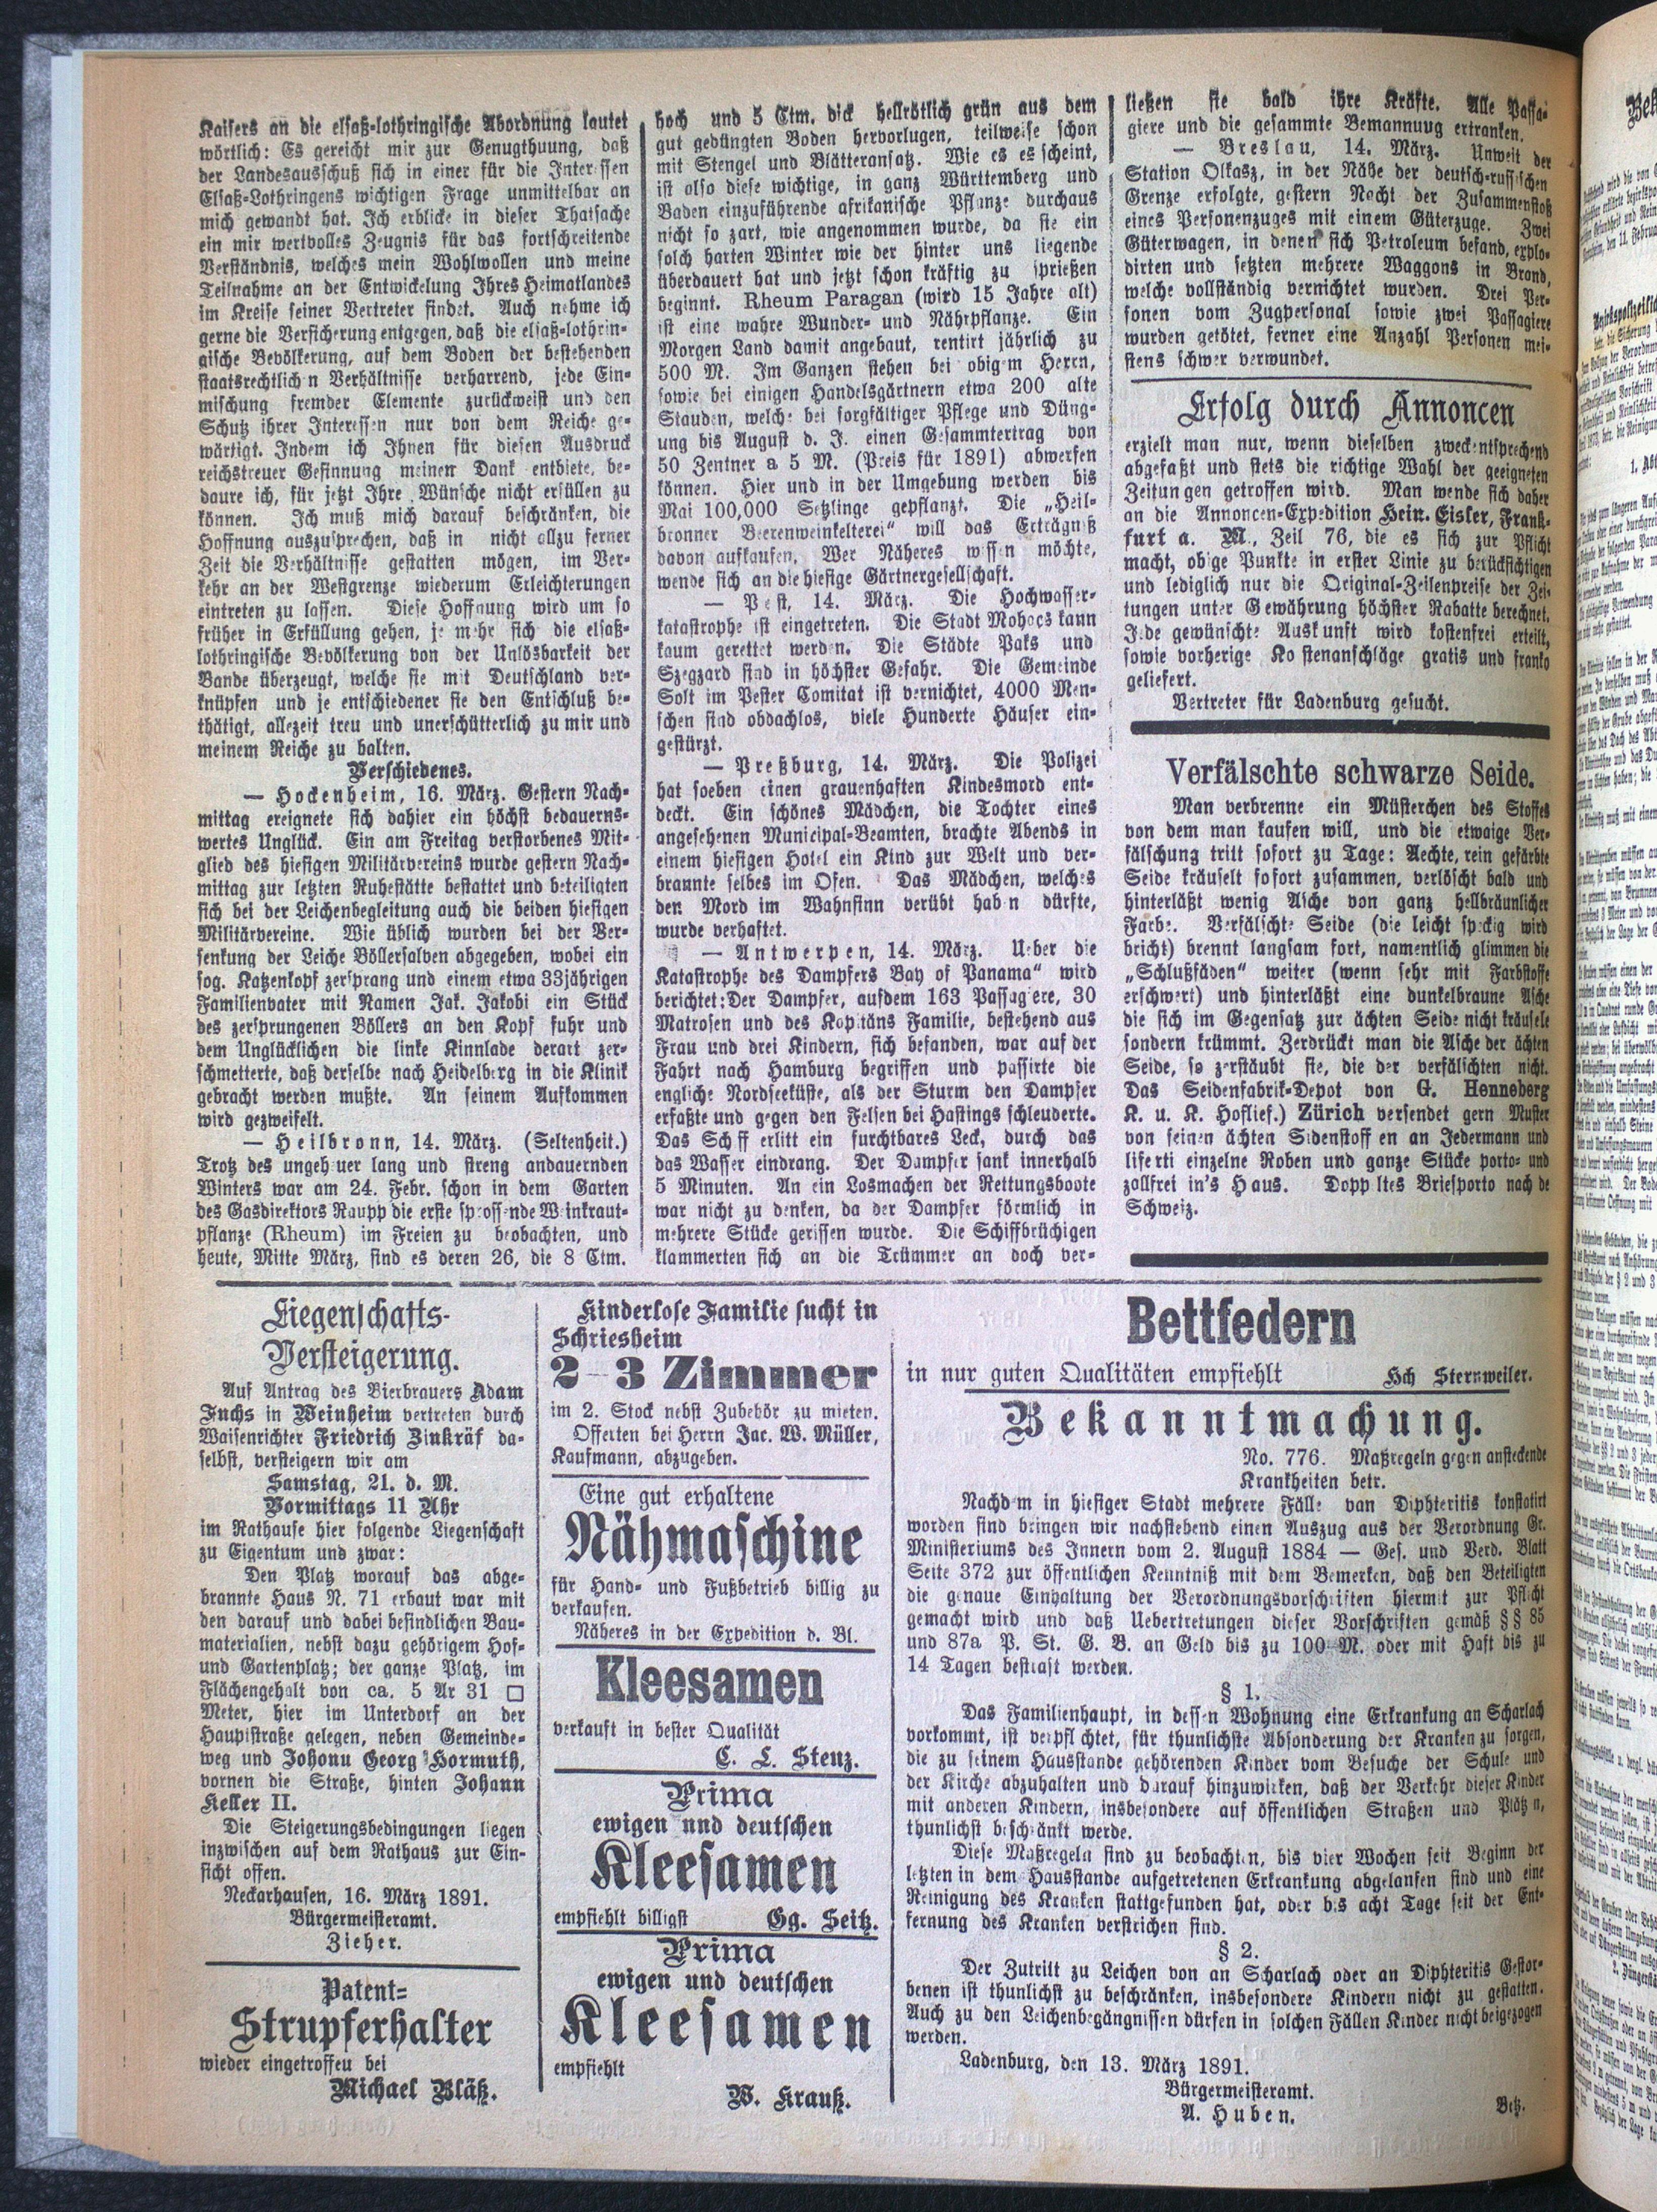 Kaisers an die elsaß-lothringische Abordnung lautet
wörtlich: Es gereicht mir zur Genugthuung, daß
der Landesausschuß sich in einer für die Interessen
Elsaß-Lothringens wichtigen Frage unmittelbar an
mich gewandt hat. Ich erblicke in dieser Thatsache
ein mir wertvolles Zeugnis für das fortschreitende
Verständnis, welches mein Wohlwollen und meine
Teilnahme an der Entwickelung Ihres Heimatlandes
im Kreise seiner Vertreter findet. Auch nehme ich
gerne die Versicherung entgegen, daß die elsaß-lothrin-
gische Bevölkerung, auf dem Boden der bestehenden
staatsrechtlich n Verhältnisse verharrend, jede Ein-
mischung fremder Elemente zurückweist und den
Schutz ihrer Interessen nur von dem Reiche ge-
wärtigt. Indem ich Ihnen für diesen Ausdruck
reichstreuer Gesinnung meinen Dank entbiete, be-
daure ich, für jetzt Ihre Wünsche nicht erfüllen zu
können. Ich muß mich darauf beschränken, die
Hoffnung auszusprechen, daß in nicht allzu ferner
Zeit die Verhältnisse gestatten mögen, im Ver-
kehr an der Westgrenze wiederum Erleichterungen
eintreten zu lassen. Diese Hoffnung wird um so
früher in Erfüllung gehen, je mehr sich die elsaß-
lothringische Bevölkerung von der Unlösbarkeit der
Bande überzeugt, welche sie mit Deutschland ver-
knüpfen und je entschiedener sie den Entschluß be-
thätigt, allezeit treu und unerschütterlich zu mir und
meinem Reiche zu halten.
Verschiedenes.
— Hockenheim, 16. März. Gestern Nach-
mittag ereignete sich dahier ein höchst bedauerns-
wertes Unglück. Ein am Freitag verstorbenes Mit-
glied des hiesigen Militärvereins wurde gestern Nach-
mittag zur letzten Ruhestätte bestattet und beteiligten
sich bei der Leichenbegleitung auch die beiden hiesigen
Militärvereine. Wie üblich wurden bei der Ver-
senkung der Leiche Böllersalven abgegeben, wobei ein
sog. Katzenkopf zersprang und einem etwa 33jährigen
Familienvater mit Namen Jak. Jakobi ein Stück
des zersprungenen Böllers an den Kopf fuhr und
dem Unglücklichen die linke Kinnlade derart zer-
schmetterte, daß derselbe nach Heidelberg in die Klinik
gebracht werden mußte. An seinem Aufkommen
wird gezweifelt.
— Heilbronn, 14. März. (Seltenheit.)
Trotz des ungeh uer lang und streng andauernden
Winters war am 24. Febr. schon in dem Garten
des Gasdirektors Raupp die erste sprossende Weinkraut-
pflanze (Rheum) im Freien zu beobachten, und
heute, Mitte März, sind es deren 26, die 8 Ctm.
hoch und 5 Ctm. dick hellrötlich grün aus dem
gut gedüngten Boden hervorlugen, teilweise schon
mit Stengel und Blätteransatz. Wie es es scheint,
ist also diese wichtige, in ganz Württemberg und
Baden einzuführende afrikanische Pflanze durchaus
nicht so zart, wie angenommen wurde, da sie ein
solch harten Winter wie der hinter uns liegende
überdauert hat und jetzt schon kräftig zu sprießen
beginnt. Rheum Paragan (wird 15 Jahre alt)
ist eine wahre Wunder- und Nährpflanze. Ein
Morgen Land damit angebaut, rentirt jährlich zu
500 M. Im Ganzen stehen bei obig m Herrn,
sowie bei einigen Handelsgärtnern etwa 200 alte
Stauden, welche bei sorgfältiger Pflege und Düng-
ung bis August d. J. einen Gesammtertrag von
50 Zentner a 5 M. (Preis für 1891) abwerfen
können. Hier und in der Umgebung werden bis
Mai 100,000 Setzlinge gepflanzt. Die „Heil-
bronner Beerenweinkelterei“ will das Erträgniß
davon aufkaufen. Wer Näheres wissen möchte,
wende sich an die hiesige Gärtnergesellschaft.
— Pest, 14. März. Die Hochwasser-
katastrophe ist eingetreten. Die Stadt Mohacs kann
kaum gerettet werden. Die Städte Paks und
Szegzard sind in höchster Gefahr. Die Gemeinde
Solt im Pester Comitat ist vernichtet, 4000 Men-
schen sind obdachlos, viele Hunderte Häuser ein-
gestürzt.
— Preßburg, 14. März. Die Polizei
hat soeben einen grauenhaften Kindesmord ent-
deckt. Ein schönes Mädchen, die Tochter eines
angesehenen Municipal-Beamten, brachte Abends in
einem hiesigen Hotel ein Kind zur Welt und ver-
brannte selbes im Ofen. Das Mädchen, welches
den Mord im Wahnsinn verübt hab n dürfte,
wurde verhaftet.
— Antwerpen, 14. März. Ueber die
Katastrophe des Dampfers Bay of Panama“ wird
berichtet: Der Dampfer, aufdem 163 Passagiere, 30
Matrosen und des Kapitäns Familie, bestehend aus
Frau und drei Kindern, sich befanden, war auf der
Fahrt nach Hamburg begriffen und passirte die
engliche Nordseeküste, als der Sturm den Dampfer
erfaßte und gegen den Felsen bei Hastings schleuderte.
Das Sch ff erlitt ein furchtbares Leck, durch das
das Wasser eindrang. Der Dampfer sank innerhalb
5 Minuten. An ein Losmachen der Rettungsboote
war nicht zu denken, da der Dampfer förmlich in
mehrere Stücke gerissen wurde. Die Schiffbrüchigen
klammerten sich an die Trümmer an doch ver-
ließen sie bald ihre Kräfte. Alle Passa-
giere und die gesammte Bemannuug ertranken.
— Breslau, 14. März. Unweit der
Station Olkasz, in der Nähe der deutsch-russischen
Grenze erfolgte, gestern Nacht der Zusammenstoß
eines Personenzuges mit einem Güterzuge. Zwei
Güterwagen, in denen sich Petroleum befand, explo-
dirten und setzten mehrere Waggons in Brand,
welche vollständig vernichtet wurden. Drei Per-
sonen vom Zugpersonal sowie zwei Passagiere
wurden getötet, ferner eine Anzahl Personen mei-
stens schwer verwundet.
Erfolg durch Annoncen
erzielt man nur, wenn dieselben zweckentsprechend
abgefaßt und stets die richtige Wahl der geeigneten
Zeitungen getroffen wird. Man wende sich daher
an die Annoncen-Expedition Hein. Eisler, Frank-
furt a. M., Zeil 76, die es sich zur Pflicht
macht, obige Punkte in erster Linie zu berücksichtigen
und lediglich nur die Original-Zeilenpreise der Zei-
tungen unter Gewährung höchster Rabatte berechnet.
Jede gewünschte Auskunft wird kostenfrei erteilt,
sowie vorherige Kostenanschläge gratis und franko
geliefert.
Vertreter für Ladenburg gesucht.
Verfälschte schwarze Seide.
Man verbrenne ein Müsterchen des Stoffes
von dem man kaufen will, und die etwaige Ver-
fälschung tritt sofort zu Tage: Aechte, rein gefärbte
Seide kräuselt sofort zusammen, verlöscht bald und
hinterläßt wenig Asche von ganz hellbräunlicher
Farbe. Verfälschte Seide (die leicht speckig wird
bricht) brennt langsam fort, namentlich glimmen die
„Schlußfäden“ weiter (wenn sehr mit Farbstoffe
erschwert) und hinterläßt eine dunkelbraune Asche
die sich im Gegensatz zur ächten Seide nicht kräusele
sondern krümmt. Zerdrückt man die Asche der ächten
Seide, so zerstäubt sie, die der verfälschten nicht.
Das Seidenfabrik-Depot von G. Henneberg
K. u. K. Hoflief.) Zürich versendet gern Muster
von seinen ächten Sidenstoff en an Jedermann und
life rti einzelne Roben und ganze Stücke porto- und
zollfrei in's Haus. Dopp ltes Briefporto nach de
Schweiz.
Liegenschafts-
Versteigerung.
Auf Antrag des Bierbrauers Adam
Fuchs in Weinheim vertreten durch
Waisenrichter Friedrich Zinkräf da-
selbst, versteigern wir am
Samstag, 21. d. M.
Vormittags 11 Uhr
im Rathause hier folgende Liegenschaft
zu Eigentum und zwar:
Den Platz worauf das abge-
brannte Haus N. 71 erbaut war mit
den darauf und dabei befindlichen Bau-
materialien, nebst dazu gehörigem Hof-
und Gartenplatz; der ganze Platz, im
Flächengehalt von ca. 5 Ar 31 □
Meter, hier im Unterdorf an der
Hauptstraße gelegen, neben Gemeinde-
weg und Johonu Georg Hormuth,
vornen die Straße, hinten Johann
Keller II.
Die Steigerungsbedingungen liegen
inzwischen auf dem Rathaus zur Ein-
sicht offen.
Neckarhausen, 16. März 1891.
Bürgermeisteramt.
Zieher.
Patent-
Strupferhalter
wieder eingetroffeu bei
Michael Bläß.
Kinderlose Familie sucht in
Schriesheim
2–3 Zimmer
im 2. Stock nebst Zubehör zu mieten.
Offerten bei Herrn Jac. W. Müller,
Kaufmann, abzugeben.
Eine gut erhaltene
Nähmaschine
für Hand- und Fußbetrieb billig zu
verkaufen.
Näheres in der Expedition d. Bl.
Kleesamen
verkauft in bester Qualität
C. L. Stenz.
Prima
ewigen und deutschen
Kleesamen
empfiehlt billigst Gg. Seitz.
Prima
ewigen und deutschen
Kleesamen
empfiehlt
W. Krauß.
Bettfedern
in nur guten Qualitäten empfiehlt Hch Sternweiler.
Bekanntmachung.
No. 776. Maßregeln gegen ansteckende
Krankheiten betr.
Nachd m in hiesiger Stadt mehrere Fälle van Diphteritis konstatirt
worden sind bringen wir nachstehend einen Auszug aus der Verordnung Gr.
Ministeriums des Innern vom 2. August 1884 — Ges. und Verd. Blatt
Seite 372 zur öffentlichen Kenntniß mit dem Bemerken, daß den Beteiligten
die genaue Einhaltung der Verordnungsvorschriften hiermit zur Pflicht
gemacht wird und daß Uebertretungen dieser Vorschriften gemäß §§ 85
und 87a P. St. G. B. an Geld bis zu 100 M. oder mit Haft bis zu
14 Tagen bestraft werden.
§ 1.
Das Familienhaupt, in dessen Wohnung eine Erkrankung an Scharlach
vorkommt, ist verpfl chtet, für thunlichste Absonderung der Kranken zu sorgen,
die zu seinem Hausstande gehörenden Kinder vom Besuche der Schule und
der Kirche abzuhalten und darauf hinzuwirken, daß der Verkehr dieser Kinder
mit anderen Kindern, insbesondere auf öffentlichen Straßen und Plätz n,
thunlichst beschränkt werde.
Diese Maßregeln sind zu beobachten, bis vier Wochen seit Beginn der
letzten in dem Hausstande aufgetretenen Erkrankung abgelanfen sind und eine
Reinigung des Kranken stattgefunden hat, oder bis acht Tage seit der Ent-
fernung des Kranken verstrichen sind.
§ 2.
Der Zutritt zu Leichen von an Scharlach oder an Diphteritis Gestor-
benen ist thunlichst zu beschränken, insbesondere Kindern nicht zu gestatten.
Auch zu den Leichenbegängnissen dürfen in solchen Fällen Kinder nicht beigezogen
werden.
Ladenburg, den 13. März 1891.
Bürgermeisteramt.
A. Huben.
Betz.